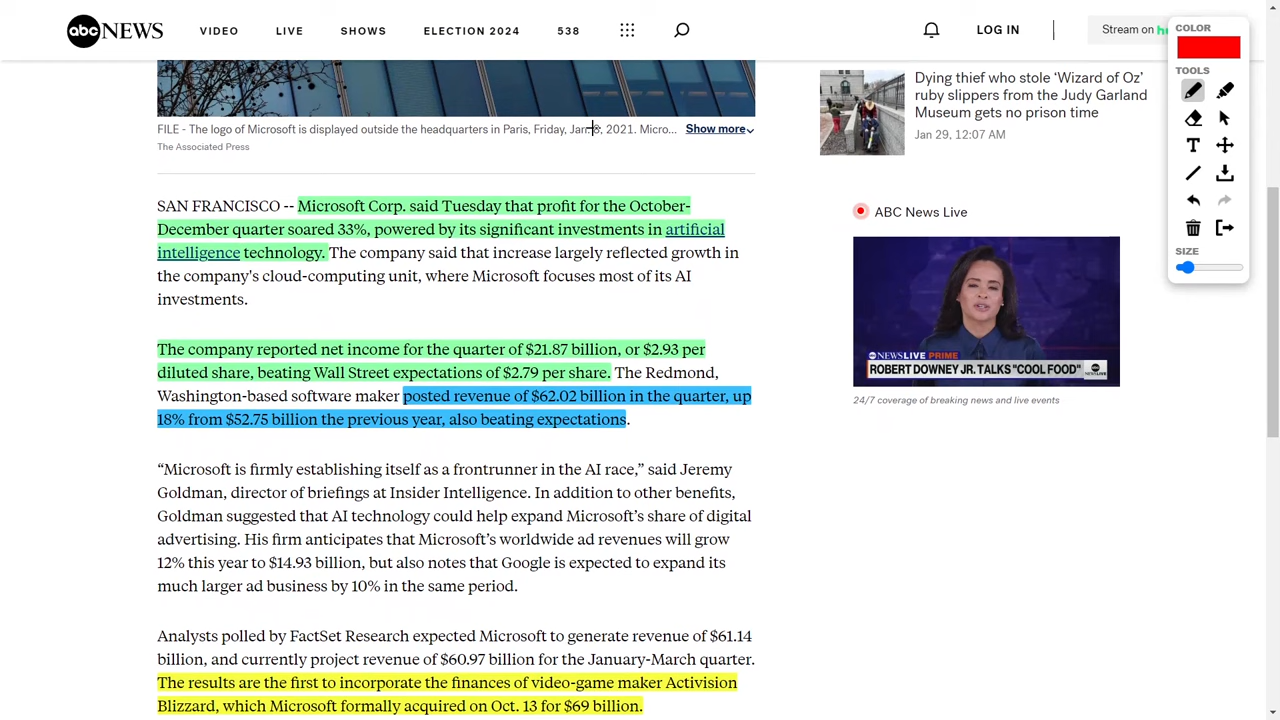 abc NEWS VIDEO LIVE SHOWS ELECTION 2024 538 LOG IN Stream on
COLOR
TOOLS
T
SIZE
FILE - The logo of Microsoft is displayed outside the headquarters in Paris, Friday, Jan. 8, 2021. Micro... Show more
The Associated Press
SAN FRANCISCO -- Microsoft Corp. said Tuesday that profit for the October-
December quarter soared 33%, powered by its significant investments in artificial
intelligence technology. The company said that increase largely reflected growth in
the company's cloud-computing unit, where Microsoft focuses most of its AI
investments.
The company reported net income for the quarter of $21.87 billion, or $2.93 per
diluted share, beating Wall Street expectations of $2.79 per share. The Redmond,
Washington-based software maker posted revenue of $62.02 billion in the quarter, up
18% from $52.75 billion the previous year, also beating expectations.
“Microsoft is firmly establishing itself as a frontrunner in the AI race,” said Jeremy
Goldman, director of briefings at Insider Intelligence. In addition to other benefits,
Goldman suggested that AI technology could help expand Microsoft’s share of digital
advertising. His firm anticipates that Microsoft’s worldwide ad revenues will grow
12% this year to $14.93 billion, but also notes that Google is expected to expand its
much larger ad business by 10% in the same period.
Analysts polled by FactSet Research expected Microsoft to generate revenue of $61.14
billion, and currently project revenue of $60.97 billion for the January-March quarter.
The results are the first to incorporate the finances of video-game maker Activision
Blizzard, which Microsoft formally acquired on Oct. 13 for $69 billion.
Dying thief who stole ‘Wizard of Oz’
ruby slippers from the Judy Garland
Museum gets no prison time
Jan 29, 12:07 AM
ABC News Live
abc NEWS LIVE PRIME
ROBERT DOWNEY JR. TALKS "COOL FOOD"
24/7 coverage of breaking news and live events